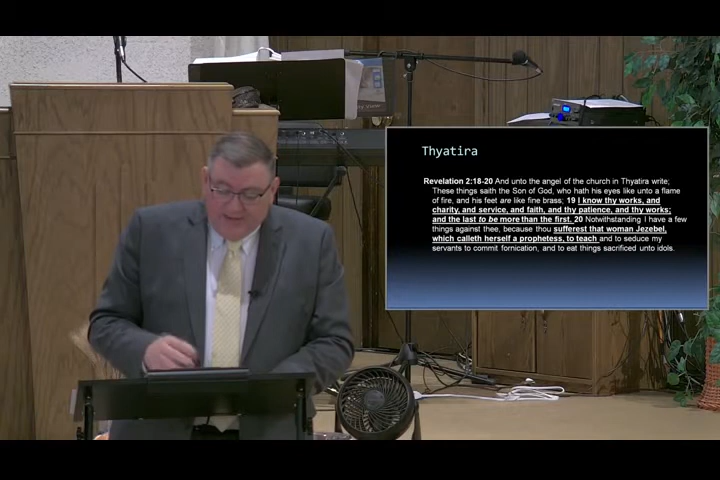 Thyatira
Revelation 2:18-20 And unto the angel of the church in Thyatira write;
These things saith the Son of God, who hath his eyes like unto a flame
of fire, and his feet are like fine brass; 19 I know thy works, and
charity, and service, and faith, and thy patience, and thy works;
and the last to be more than the first. 20 Notwithstanding I have a few
things against thee, because thou sufferest that woman Jezebel,
which calleth herself a prophetess, to teach and to seduce my
servants to commit fornication, and to eat things sacrificed unto idols.